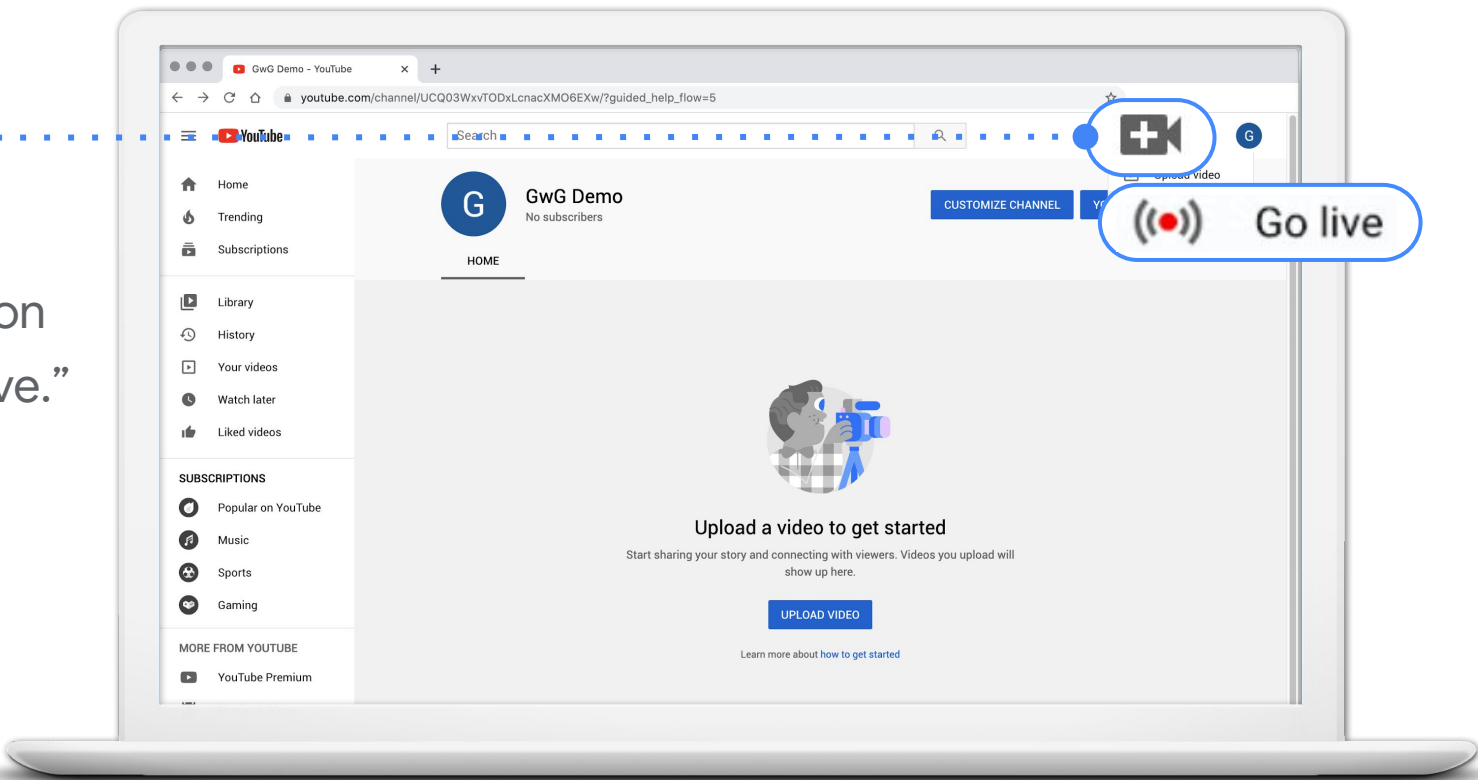 GwG Demo - YouTube
youtube.com/channel/UCQ03WxvTODxLcnacXMO6EXw/?guided_help_flow=5
YouTube
Search
G
Home
Trending
Subscriptions
Library
History
Your videos
Watch later
Liked videos
SUBSCRIPTIONS
Popular on YouTube
Music
Sports
Gaming
MORE FROM YOUTUBE
YouTube Premium
G
GwG Demo
No subscribers
CUSTOMIZE CHANNEL
HOME
Upload video
Go live
Upload a video to get started
Start sharing your story and connecting with viewers. Videos you upload will
show up here.
UPLOAD VIDEO
Learn more about how to get started
on
ve.”